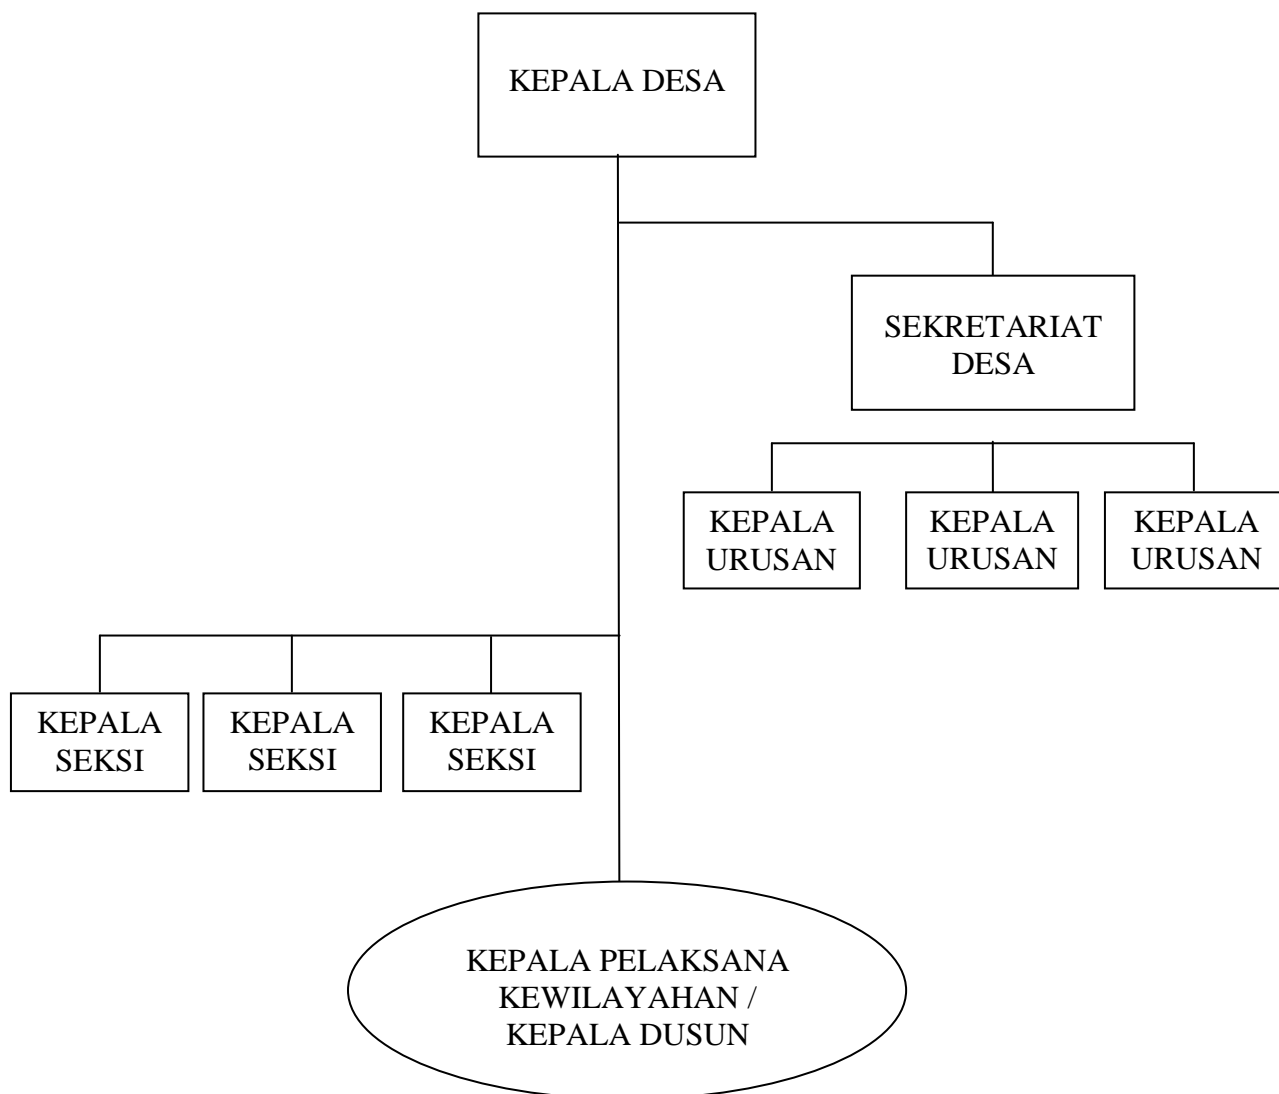 KEPALA DESA
SEKRETARIAT
DESA
KEPALA
URUSAN
KEPALA
URUSAN
KEPALA
URUSAN
KEPALA
SEKSI
KEPALA
SEKSI
KEPALA
SEKSI
KEPALA PELAKSANA
KEWILAYAHAN /
KEPALA DUSUN